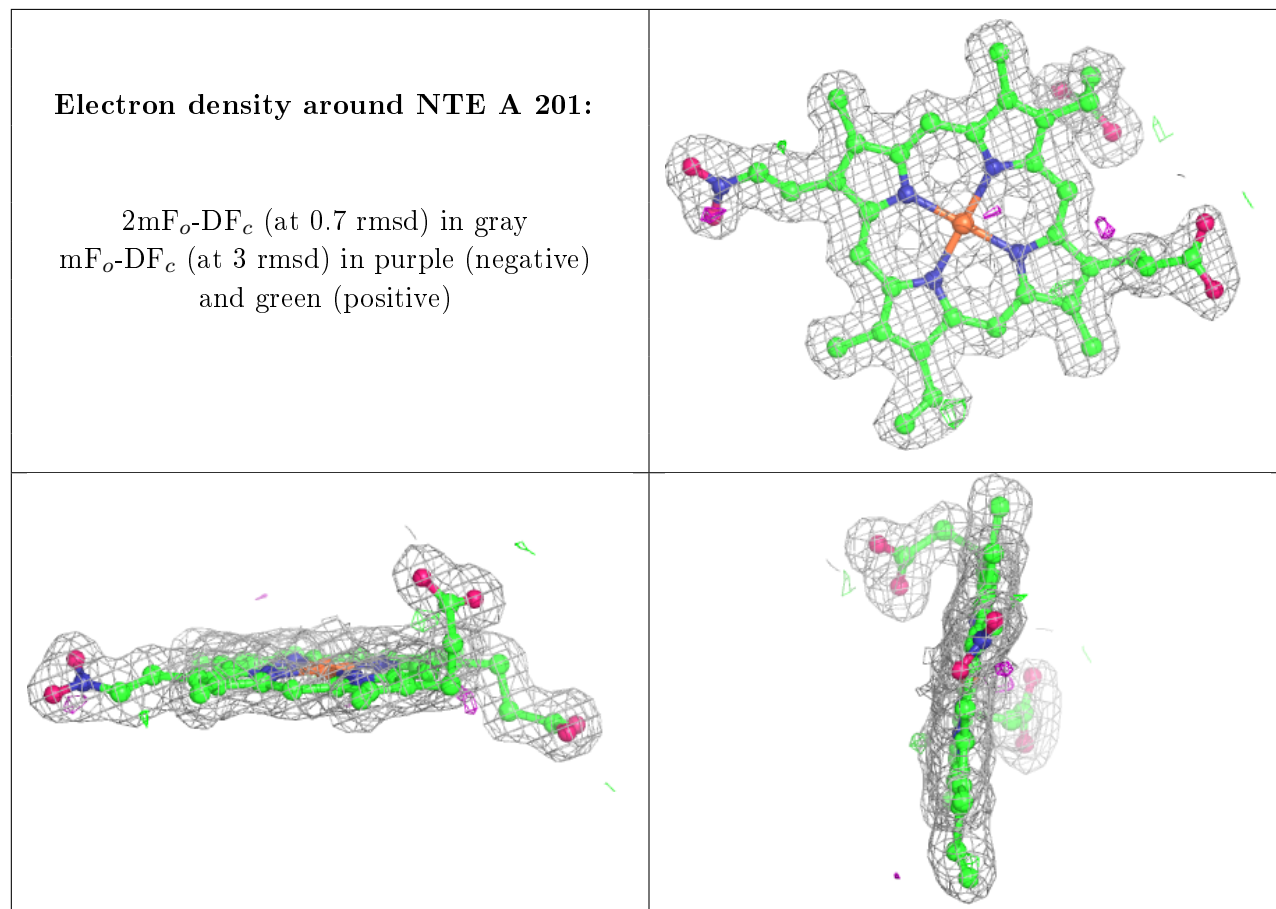 Electron density around NTE A 201:
2mFo-DFc (at 0.7 rmsd) in gray
mFo-DFc (at 3 rmsd) in purple (negative)
and green (positive)